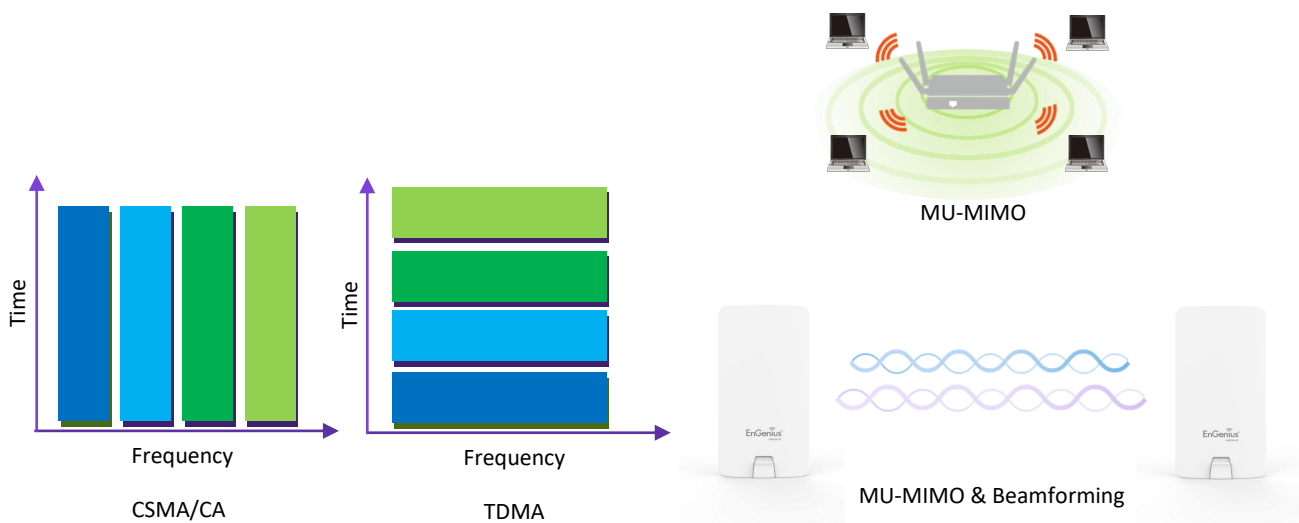 Time
Frequency
CSMA/CA
Time
Frequency
TDMA
MU-MIMO
EnGenius
EnGenius
MU-MIMO & Beamforming